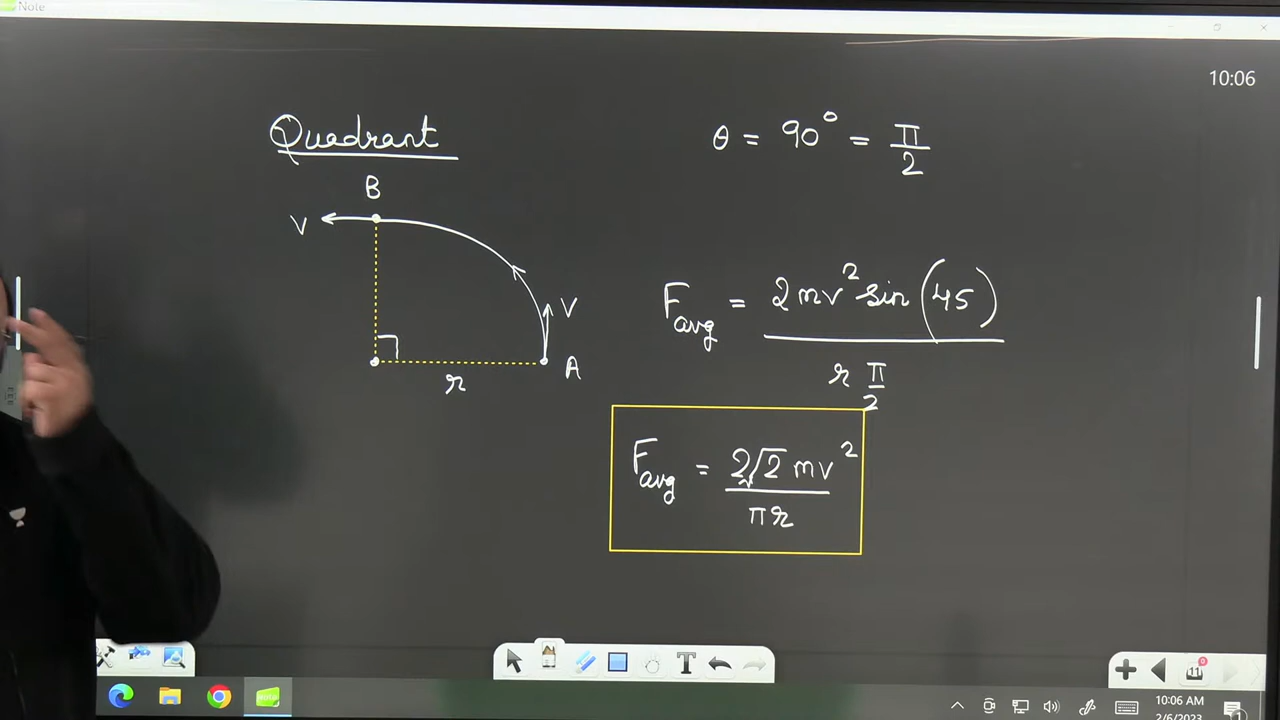 Note
10:06
Quadrant
θ = 90° = π/2
B
V
V
A
r
F_avg = 2mv² sin(45) / r π/2
F_avg = 2√2 mv² / πr
T
11
10:06 AM
2/6/2023